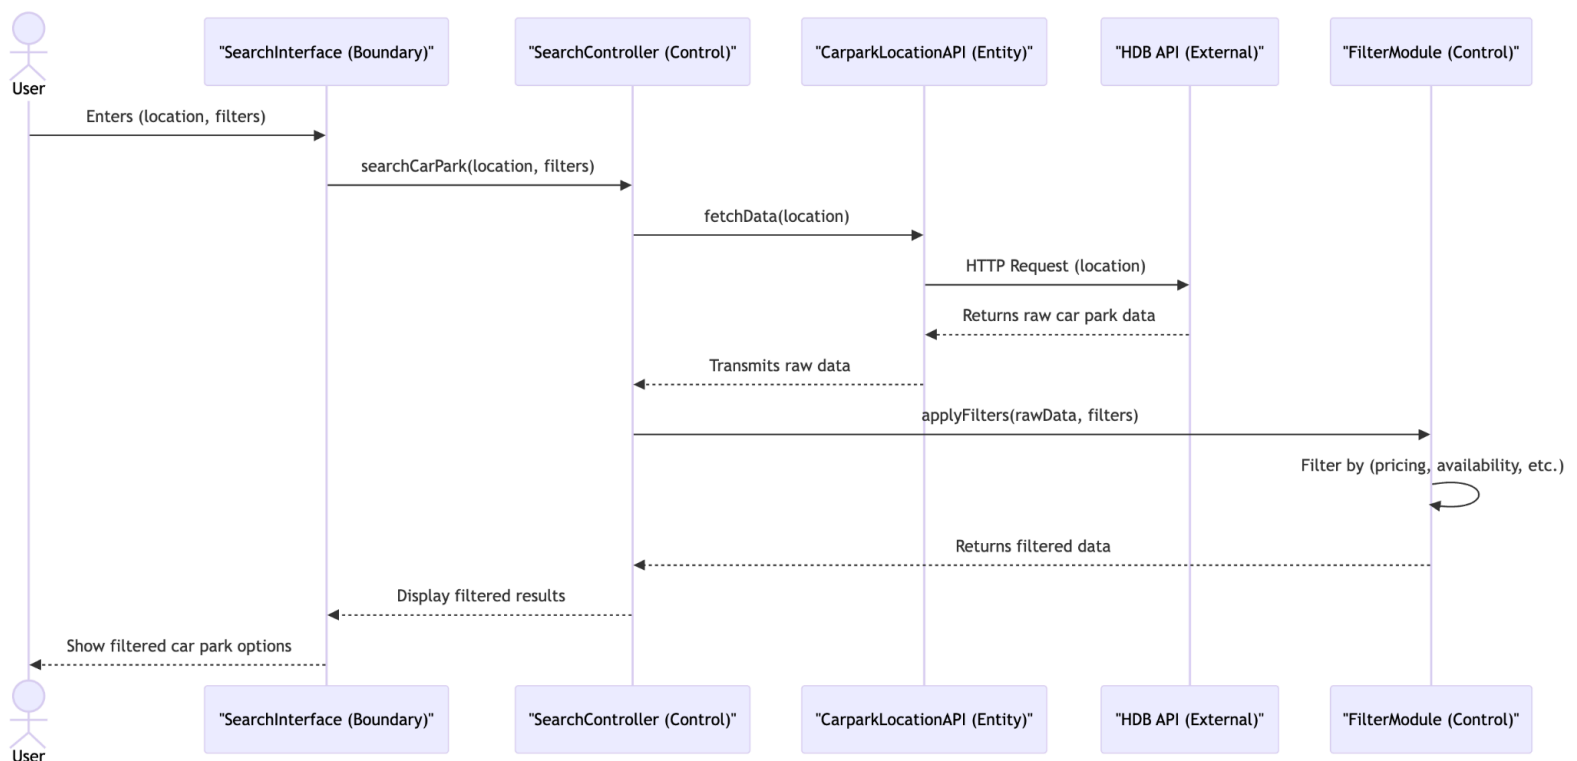 "SearchInterface (Boundary)"
"SearchController (Control)"
"CarparkLocationAPI (Entity)"
"HDB API (External)"
"FilterModule (Control)"
User
Enters (location, filters)
searchCarPark(location, filters)
fetchData(location)
HTTP Request (location)
Returns raw car park data
Transmits raw data
applyFilters(rawData, filters)
Filter by (pricing, availability, etc.)
Returns filtered data
Display filtered results
Show filtered car park options
"SearchInterface (Boundary)"
"SearchController (Control)"
"CarparkLocationAPI (Entity)"
"HDB API (External)"
"FilterModule (Control)"
User